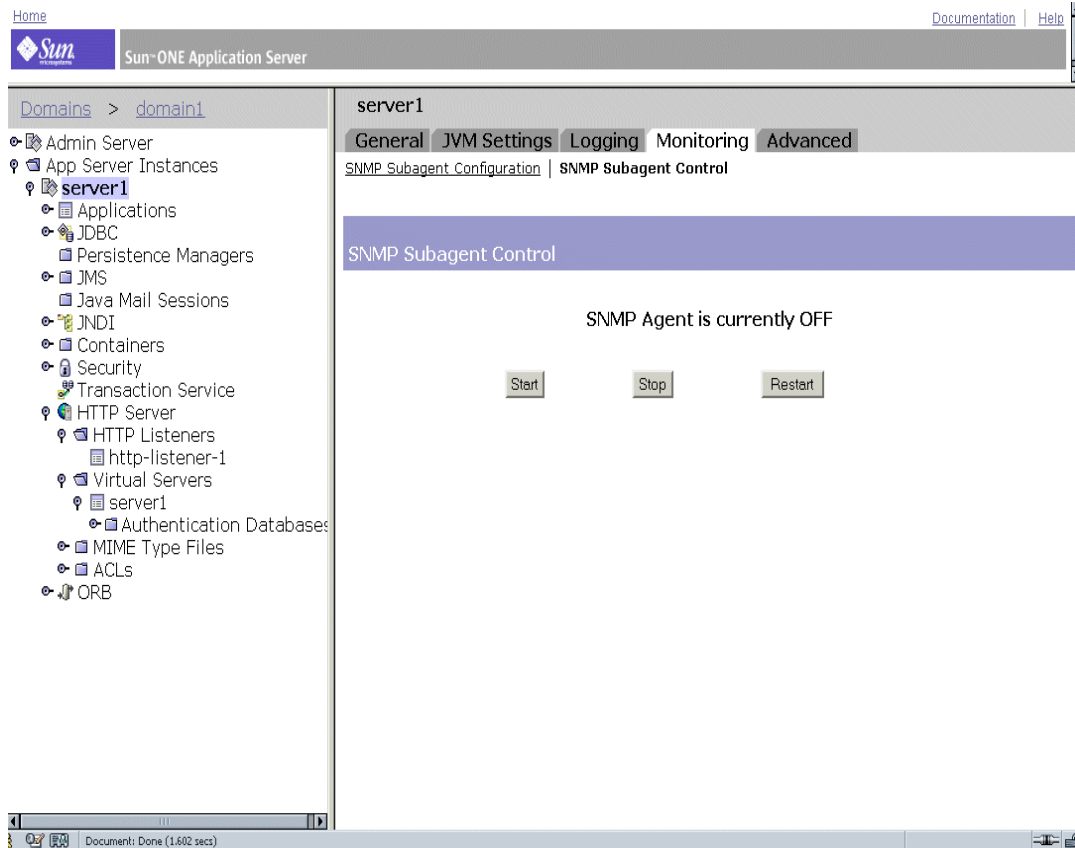 Home
Documentation | Help
Sun
microsystems
Sun™ ONE Application Server
Domains > domain1
Admin Server
App Server Instances
server1
Applications
JDBC
Persistence Managers
JMS
Java Mail Sessions
JNDI
Containers
Security
Transaction Service
HTTP Server
HTTP Listeners
http-listener-1
Virtual Servers
server1
Authentication Databases
MIME Type Files
ACLs
ORB
server1
General JVM Settings Logging Monitoring Advanced
SNMP Subagent Configuration | SNMP Subagent Control
SNMP Subagent Control
SNMP Agent is currently OFF
Start Stop Restart
Document: Done (1.602 secs)